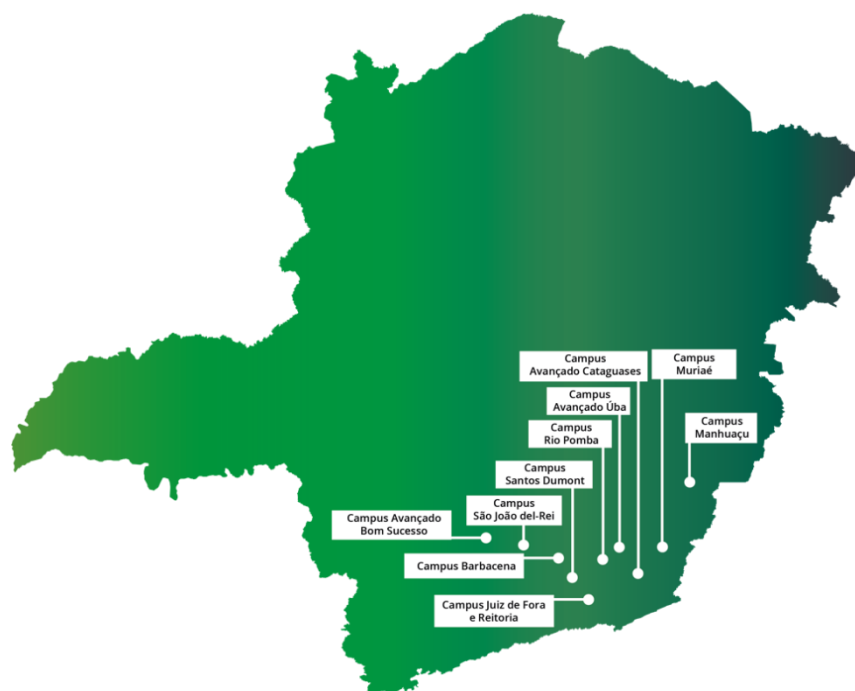 Campus
Avançado Cataguases
Campus
Muriaé
Campus
Avançado Úba
Campus
Rio Pomba
Campus
Manhuaçu
Campus
Santos Dumont
Campus
São João del-Rei
Campus Avançado
Bom Sucesso
Campus Barbacena
Campus Juiz de Fora
e Reitoria